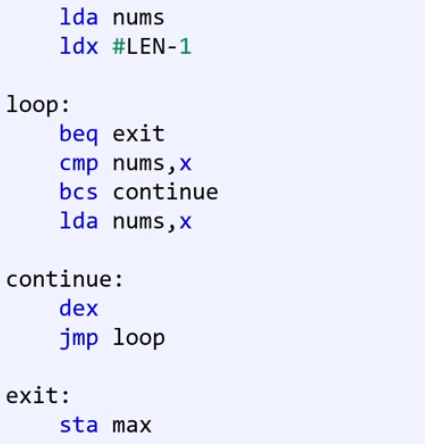 lda nums
ldx #LEN-1
loop:
beq exit
cmp nums,x
bcs continue
lda nums,x
continue:
dex
jmp loop
exit:
sta max